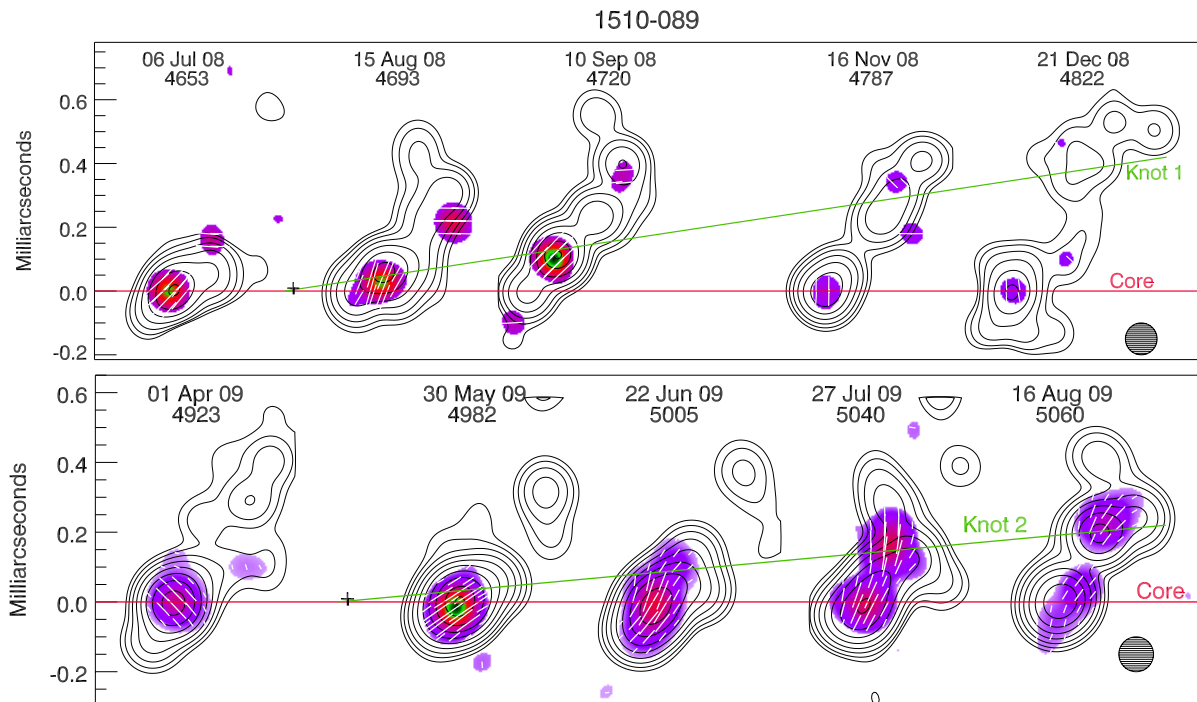 1510-089
06 Jul 08 15 Aug 08 10 Sep 08 16 Nov 08 21 Dec 08
4653 4693 4720 4787 4822
0.6
0.4
Knot 1
0.2
Core
0.0
-0.2
Milliarcseconds
01 Apr 09 30 May 09 22 Jun 09 27 Jul 09 16 Aug 09
4923 4982 5005 5040 5060
0.6
0.4
Knot 2
0.2
Core
0.0
-0.2
Milliarcseconds